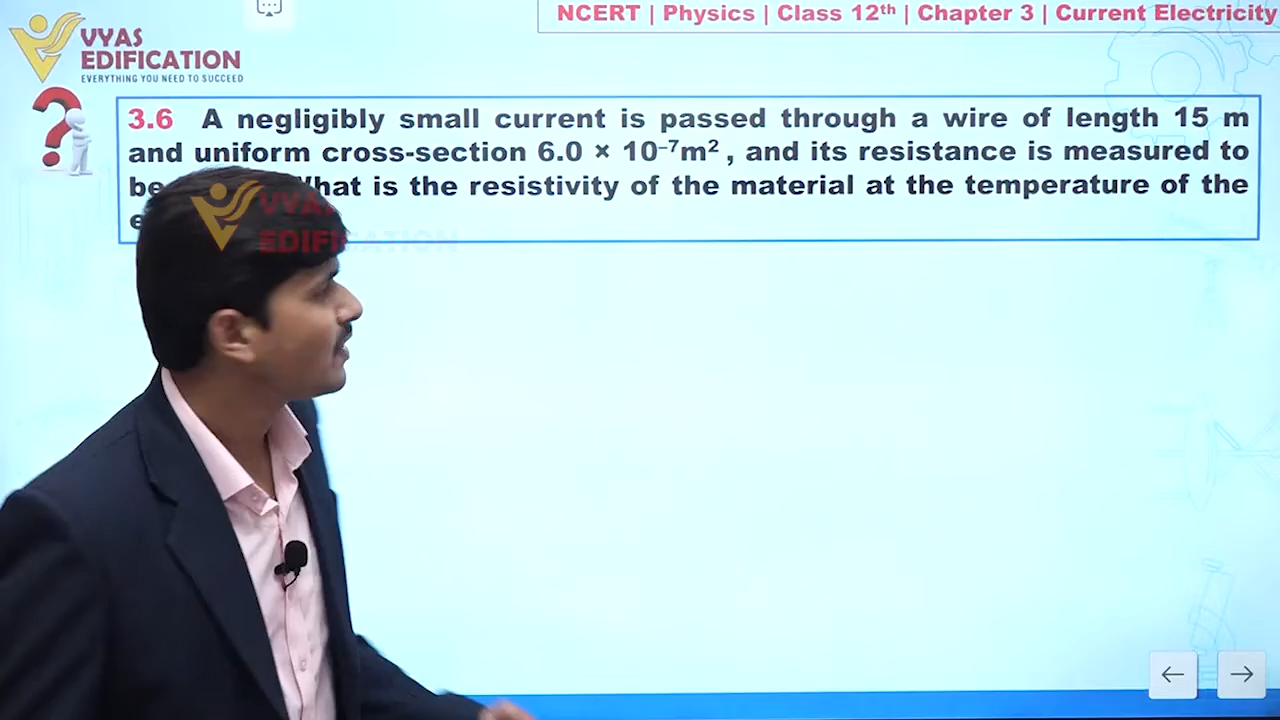 NCERT | Physics | Class 12th | Chapter 3 | Current Electricity
VYAS
EDIFICATION
EVERYTHING YOU NEED TO SUCCEED
3.6 A negligibly small current is passed through a wire of length 15 m
and uniform cross-section 6.0 × 10⁻⁷m², and its resistance is measured to
be What is the resistivity of the material at the temperature of the
VYAS
EDIFICATION